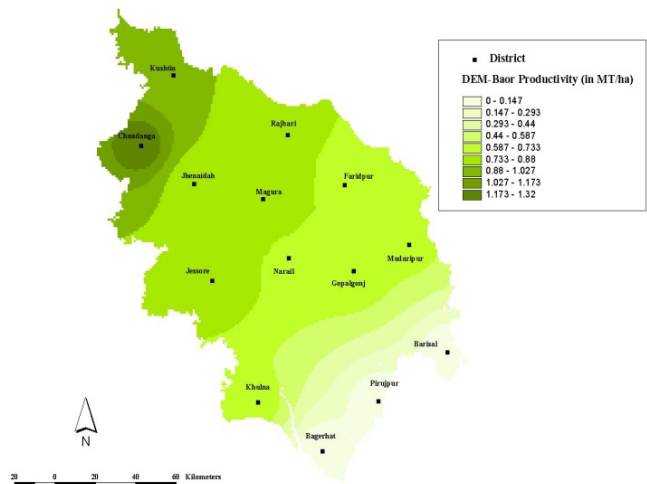 Kushtia
District
DEM-Baor Productivity (in MT/ha)
0 - 0.147
0.147 - 0.293
0.293 - 0.44
0.44 - 0.587
0.587 - 0.733
0.733 - 0.88
0.88 - 1.027
1.027 - 1.173
1.173 - 1.32
Rajbari
Chuadanga
Jhenaidah
Faridpur
Magura
Madaripur
Narail
Jessore
Gopalgonj
Barisal
Pirujpur
Khulna
Bagerhat
N
20 0 20 40 60 Kilometers